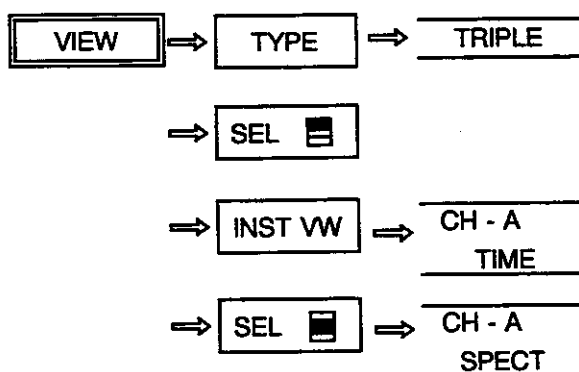 VIEW TYPE TRIPLE
SEL
INST VW CH - A
TIME
SEL CH - A
SPECT